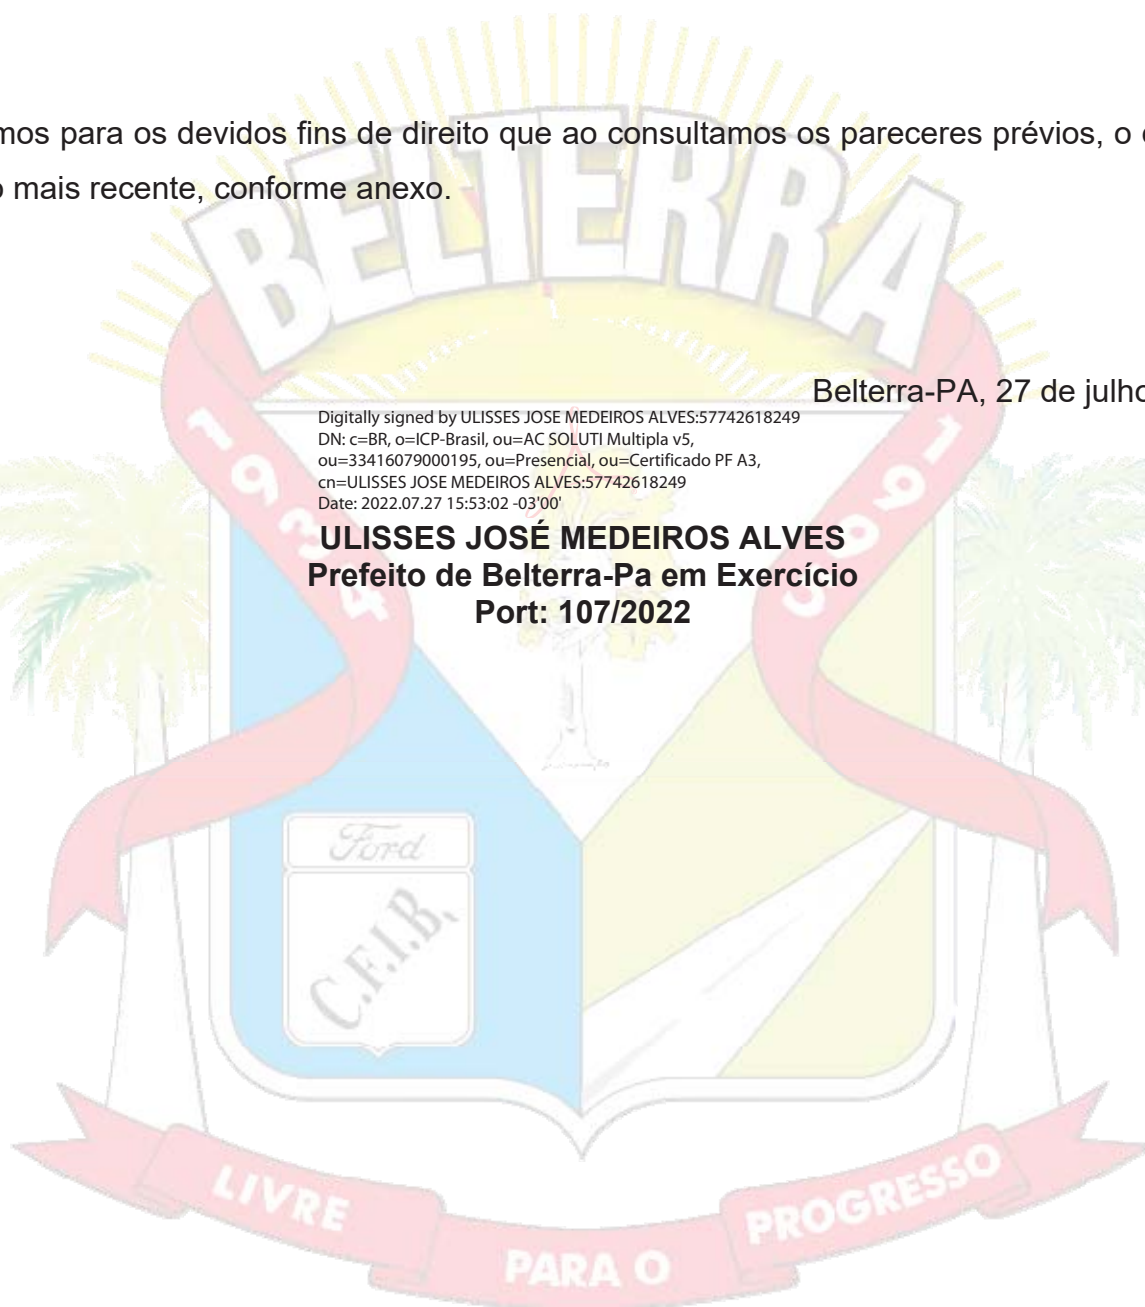 mos para os devidos fins de direito que ao consultamos os pareceres prévios, o
o mais recente, conforme anexo.
BELTERRA
Belterra-PA, 27 de julho
Digitally signed by ULISSES JOSE MEDEIROS ALVES:57742618249
DN: c=BR, o=ICP-Brasil, ou=AC SOLUTI Multipla v5,
ou=33416079000195, ou=Presencial, ou=Certificado PF A3,
cn=ULISSES JOSE MEDEIROS ALVES:57742618249
Date: 2022.07.27 15:53:02 -03'00'
1934
1995
ULISSES JOSÉ MEDEIROS ALVES
Prefeito de Belterra-Pa em Exercício
Port: 107/2022
Ford
C.F.I.B.
LIVRE PARA O PROGRESSO